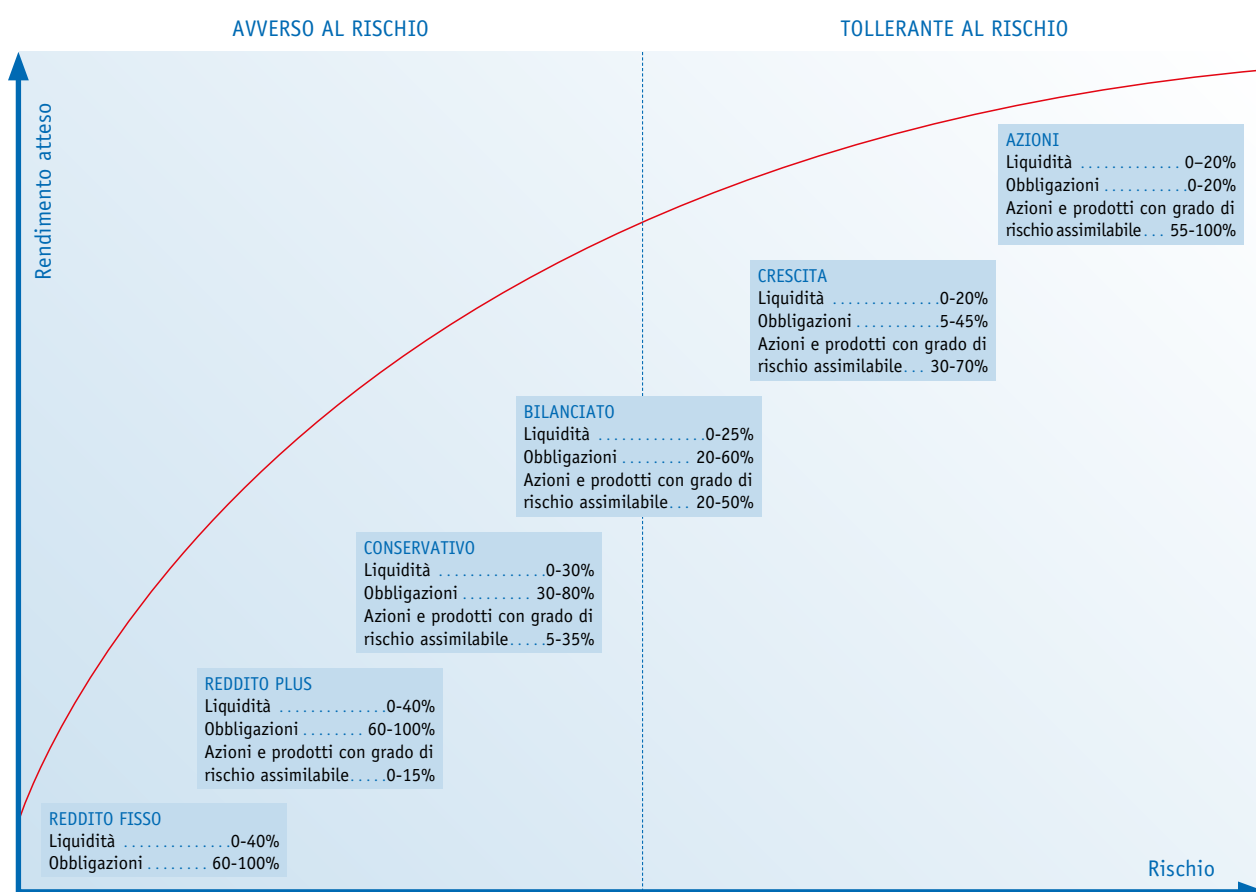 AVVERSO AL RISCHIO
TOLLERANTE AL RISCHIO
Rendimento atteso
AZIONI
Liquidità ............. 0–20%
Obbligazioni ...........0-20%
Azioni e prodotti con grado di
rischio assimilabile... 55-100%
CRESCITA
Liquidità ..............0-20%
Obbligazioni ...........5-45%
Azioni e prodotti con grado di
rischio assimilabile... 30-70%
BILANCIATO
Liquidità ..............0-25%
Obbligazioni ......... 20-60%
Azioni e prodotti con grado di
rischio assimilabile... 20-50%
CONSERVATIVO
Liquidità ..............0-30%
Obbligazioni ......... 30-80%
Azioni e prodotti con grado di
rischio assimilabile.....5-35%
REDDITO PLUS
Liquidità ..............0-40%
Obbligazioni ........ 60-100%
Azioni e prodotti con grado di
rischio assimilabile.....0-15%
REDDITO FISSO
Liquidità ..............0-40%
Obbligazioni ........ 60-100%
Rischio